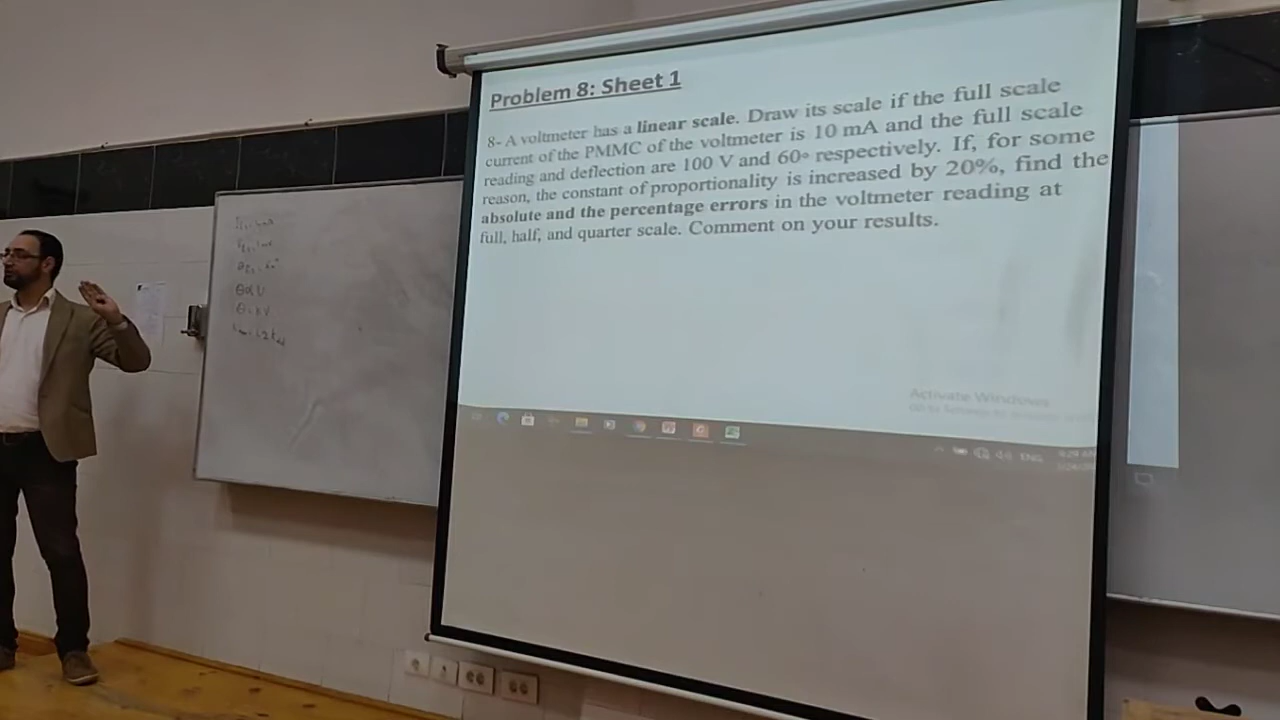 Problem 8: Sheet 1
8- A voltmeter has a linear scale. Draw its scale if the full scale
current of the PMMC of the voltmeter is 10 mA and the full scale
reading and deflection are 100 V and 60° respectively. If, for some
reason, the constant of proportionality is increased by 20%, find the
absolute and the percentage errors in the voltmeter reading at
full, half, and quarter scale. Comment on your results.
Activate Windows
ENG
θ α V